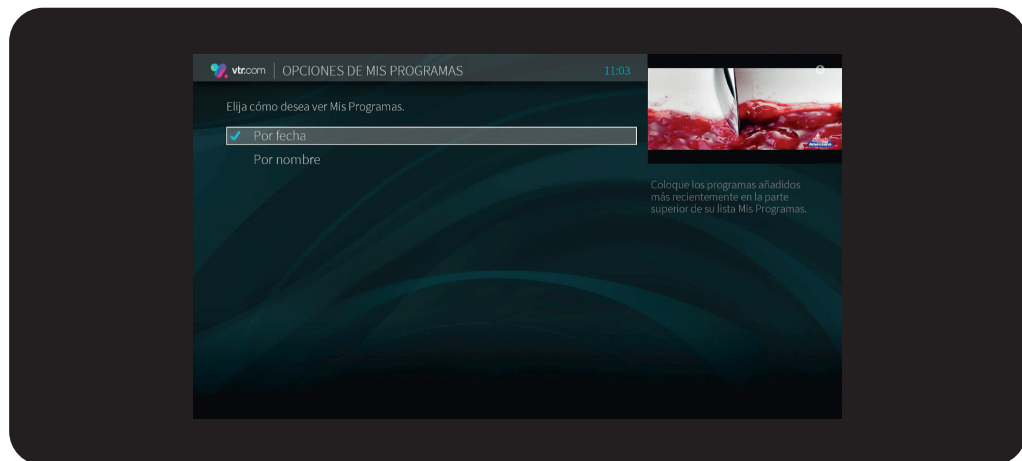 vtr.com | OPCIONES DE MIS PROGRAMAS 11:03
Elija cómo desea ver Mis Programas.
Por fecha
Por nombre
Coloque los programas añadidos
más recientemente en la parte
superior de su lista Mis Programas.